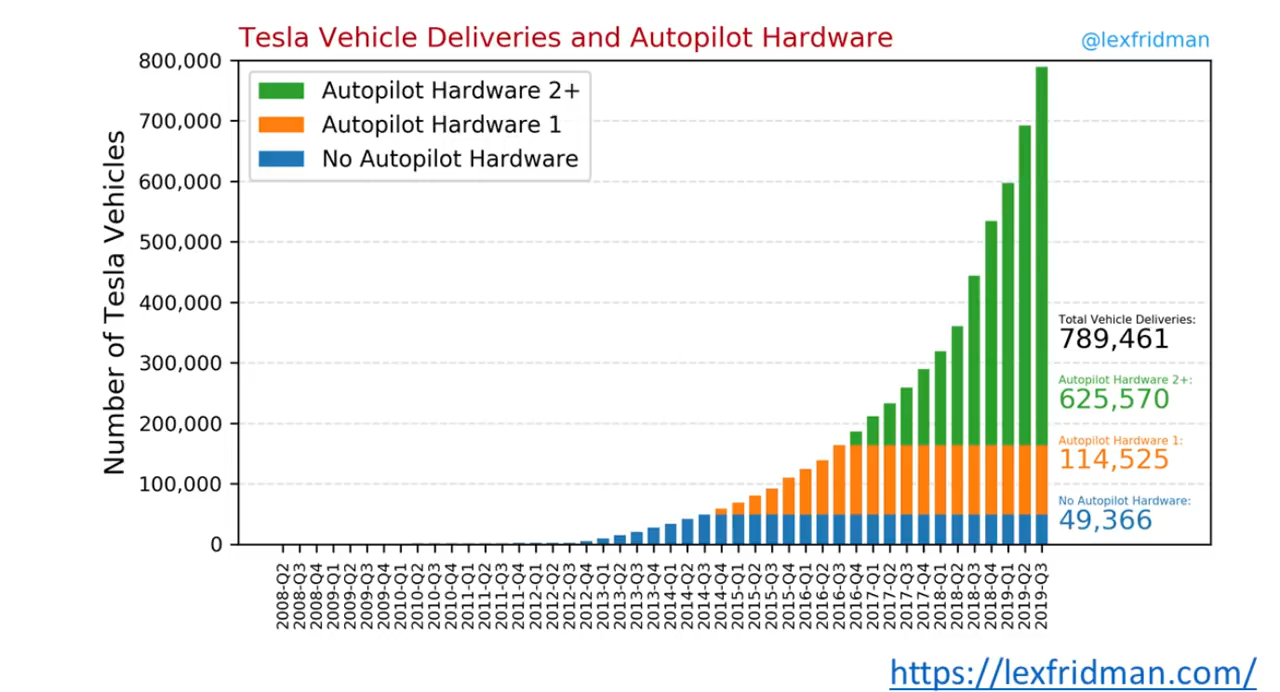 Tesla Vehicle Deliveries and Autopilot Hardware
@lexfridman
Number of Tesla Vehicles
800,000
700,000
600,000
500,000
400,000
300,000
200,000
100,000
0
Autopilot Hardware 2+
Autopilot Hardware 1
No Autopilot Hardware
Total Vehicle Deliveries:
789,461
Autopilot Hardware 2+:
625,570
Autopilot Hardware 1:
114,525
No Autopilot Hardware:
49,366
2008-Q2
2008-Q3
2008-Q4
2009-Q1
2009-Q2
2009-Q3
2009-Q4
2010-Q1
2010-Q2
2010-Q3
2010-Q4
2011-Q1
2011-Q2
2011-Q3
2011-Q4
2012-Q1
2012-Q2
2012-Q3
2012-Q4
2013-Q1
2013-Q2
2013-Q3
2013-Q4
2014-Q1
2014-Q2
2014-Q3
2014-Q4
2015-Q1
2015-Q2
2015-Q3
2015-Q4
2016-Q1
2016-Q2
2016-Q3
2016-Q4
2017-Q1
2017-Q2
2017-Q3
2017-Q4
2018-Q1
2018-Q2
2018-Q3
2018-Q4
2019-Q1
2019-Q2
2019-Q3
https://lexfridman.com/